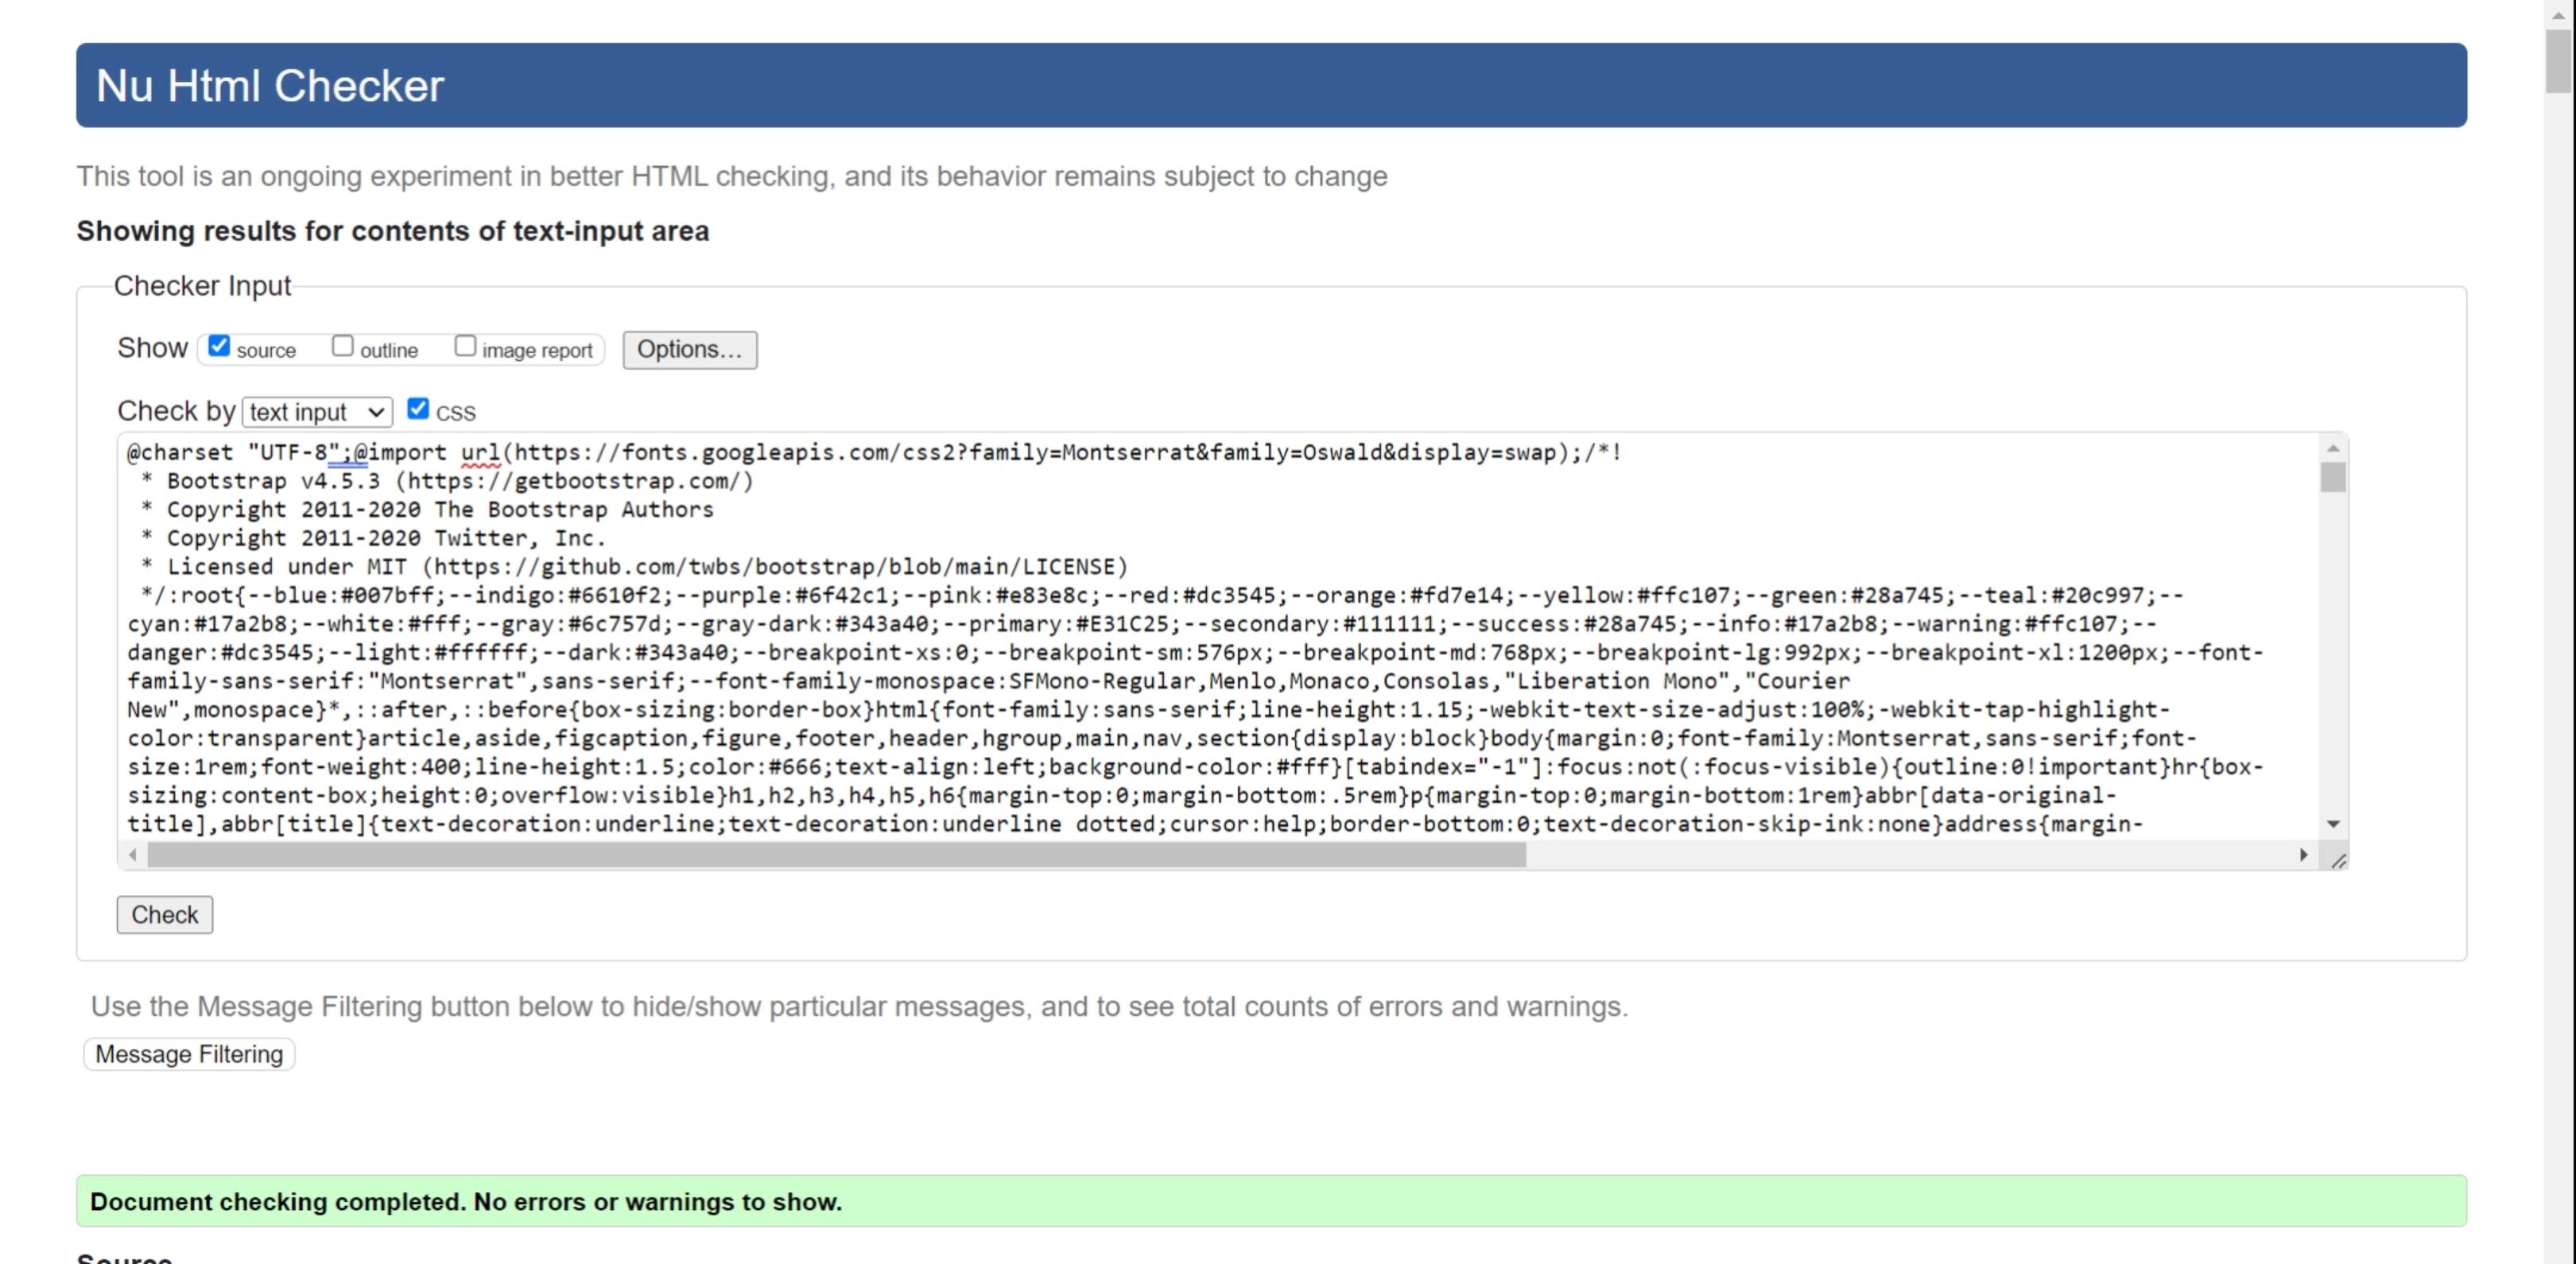 Nu Html Checker
This tool is an ongoing experiment in better HTML checking, and its behavior remains subject to change
Showing results for contents of text-input area
Checker Input
Show source outline image report Options...
Check by text input CSS
@charset "UTF-8";@import url(https://fonts.googleapis.com/css2?family=Montserrat&family=Oswald&display=swap);/*!
 * Bootstrap v4.5.3 (https://getbootstrap.com/)
 * Copyright 2011-2020 The Bootstrap Authors
 * Copyright 2011-2020 Twitter, Inc.
 * Licensed under MIT (https://github.com/twbs/bootstrap/blob/main/LICENSE)
 */:root{--blue:#007bff;--indigo:#6610f2;--purple:#6f42c1;--pink:#e83e8c;--red:#dc3545;--orange:#fd7e14;--yellow:#ffc107;--green:#28a745;--teal:#20c997;--
cyan:#17a2b8;--white:#fff;--gray:#6c757d;--gray-dark:#343a40;--primary:#E31C25;--secondary:#111111;--success:#28a745;--info:#17a2b8;--warning:#ffc107;--
danger:#dc3545;--light:#ffffff;--dark:#343a40;--breakpoint-xs:0;--breakpoint-sm:576px;--breakpoint-md:768px;--breakpoint-lg:992px;--breakpoint-xl:1200px;--font-
family-sans-serif:"Montserrat",sans-serif;--font-family-monospace:SFMono-Regular,Menlo,Monaco,Consolas,"Liberation Mono","Courier
New",monospace}*,::after,::before{box-sizing:border-box}html{font-family:sans-serif;line-height:1.15;-webkit-text-size-adjust:100%;-webkit-tap-highlight-
color:transparent}article,aside,figcaption,figure,footer,header,hgroup,main,nav,section{display:block}body{margin:0;font-family:Montserrat,sans-serif;font-
size:1rem;font-weight:400;line-height:1.5;color:#666;text-align:left;background-color:#fff}[tabindex="-1"]:focus:not(:focus-visible){outline:0!important}hr{box-
sizing:content-box;height:0;overflow:visible}h1,h2,h3,h4,h5,h6{margin-top:0;margin-bottom:.5rem}p{margin-top:0;margin-bottom:1rem}abbr[data-original-
title],abbr[title]{text-decoration:underline;text-decoration:underline dotted;cursor:help;border-bottom:0;text-decoration-skip-ink:none}address{margin-
Check
Use the Message Filtering button below to hide/show particular messages, and to see total counts of errors and warnings.
Message Filtering
Document checking completed. No errors or warnings to show.
Source